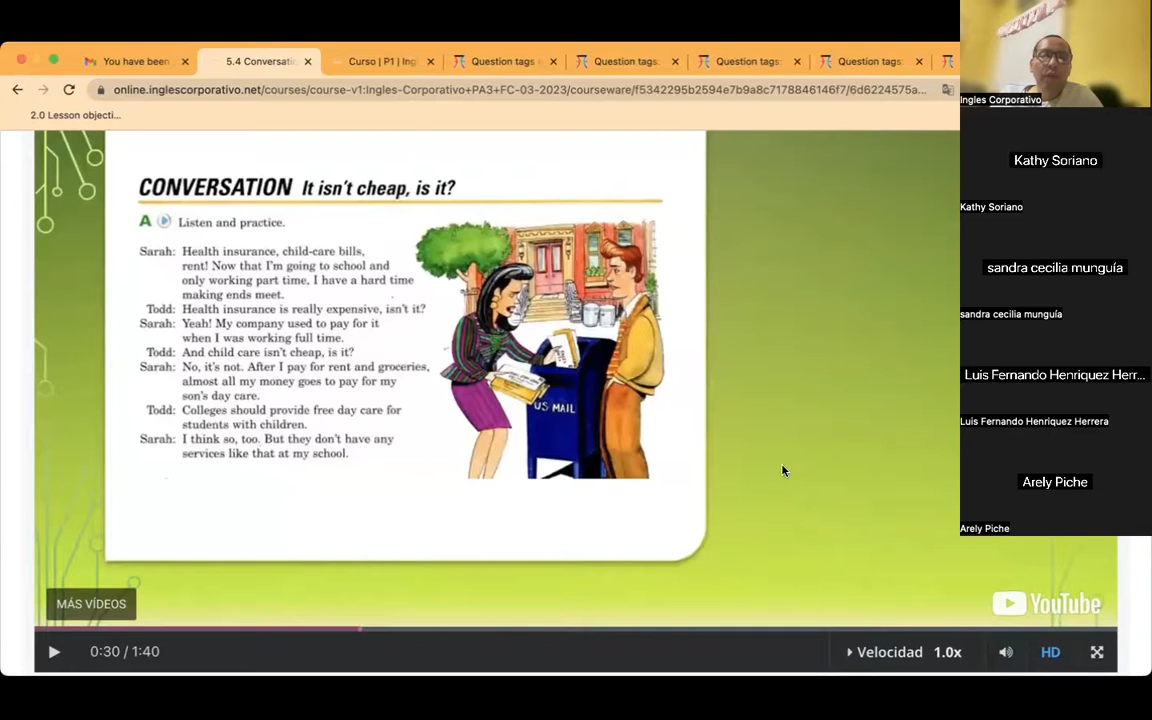 You have been
5.4 Conversatio
Curso | P1 | Ing
Question tags
Question tags:
Question tags:
Question tags:
online.inglescorporativo.net/courses/course-v1:Ingles-Corporativo+PA3+FC-03-2023/courseware/f5342295b2594e7b9a8c7178846146f7/6d6224575a...
2.0 Lesson objecti...
CONVERSATION It isn't cheap, is it?
A Listen and practice.
Sarah: Health insurance, child-care bills,
rent! Now that I'm going to school and
only working part time, I have a hard time
making ends meet.
Todd: Health insurance is really expensive, isn't it?
Sarah: Yeah! My company used to pay for it
when I was working full time.
Todd: And child care isn't cheap, is it?
Sarah: No, it's not. After I pay for rent and groceries,
almost all my money goes to pay for my
son's day care.
Todd: Colleges should provide free day care for
students with children.
Sarah: I think so, too. But they don't have any
services like that at my school.
US MAIL
MÁS VÍDEOS
YouTube
0:30 / 1:40
Velocidad 1.0x
HD
Ingles Corporativo
Kathy Soriano
Kathy Soriano
sandra cecilia munguía
sandra cecilia munguía
Luis Fernando Henriquez Herr...
Luis Fernando Henriquez Herrera
Arely Piche
Arely Piche